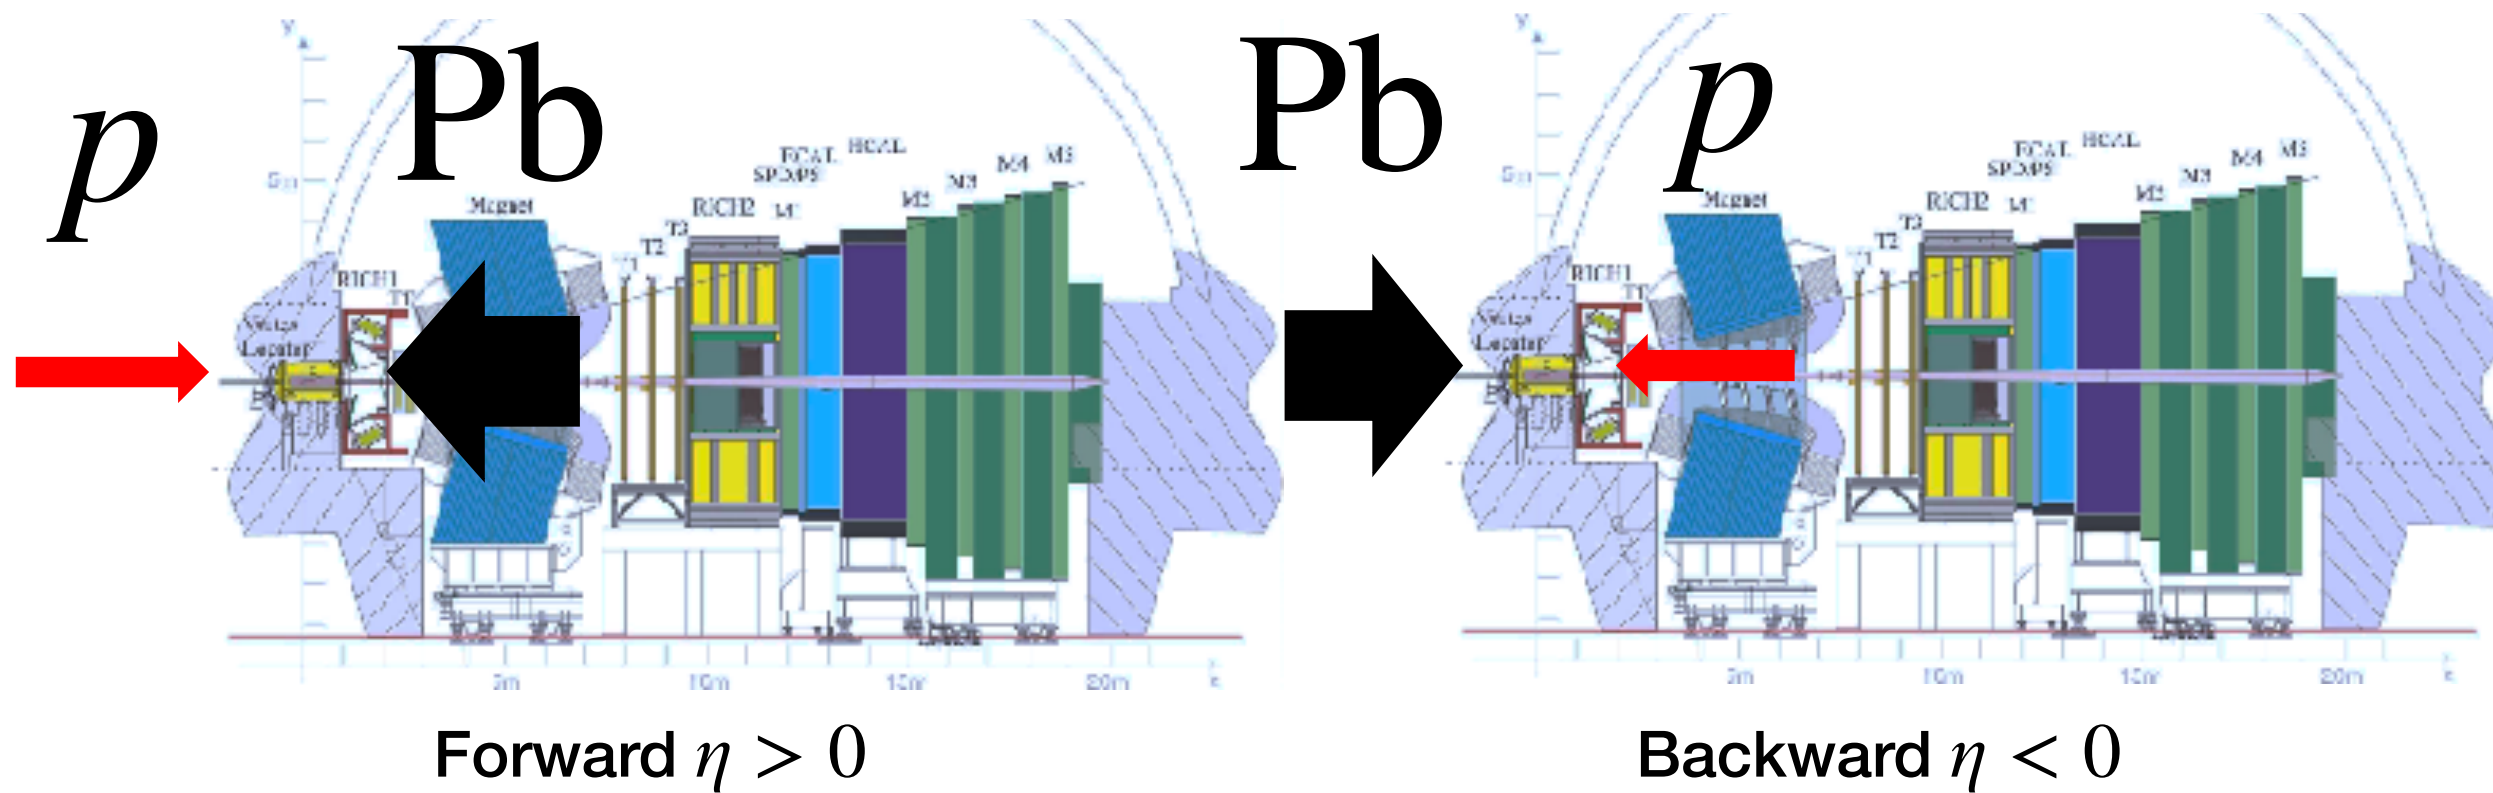 p Pb
y
5m
Magnet
RICH1
TT
Vertex
Locator
T1
T2
T3
RICH2
M1
SPD/PS
ECAL
HCAL
M2
M3
M4
M5
5m
10m
15m
20m
z
Forward η > 0
Pb p
y
5m
Magnet
RICH1
TT
Vertex
Locator
T1
T2
T3
RICH2
M1
SPD/PS
ECAL
HCAL
M2
M3
M4
M5
5m
10m
15m
20m
z
Backward η < 0